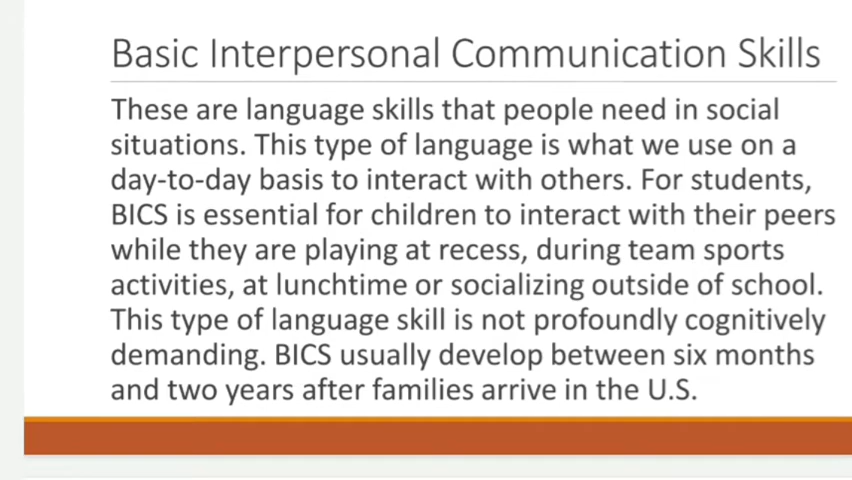 Basic Interpersonal Communication Skills
These are language skills that people need in social
situations. This type of language is what we use on a
day-to-day basis to interact with others. For students,
BICS is essential for children to interact with their peers
while they are playing at recess, during team sports
activities, at lunchtime or socializing outside of school.
This type of language skill is not profoundly cognitively
demanding. BICS usually develop between six months
and two years after families arrive in the U.S.